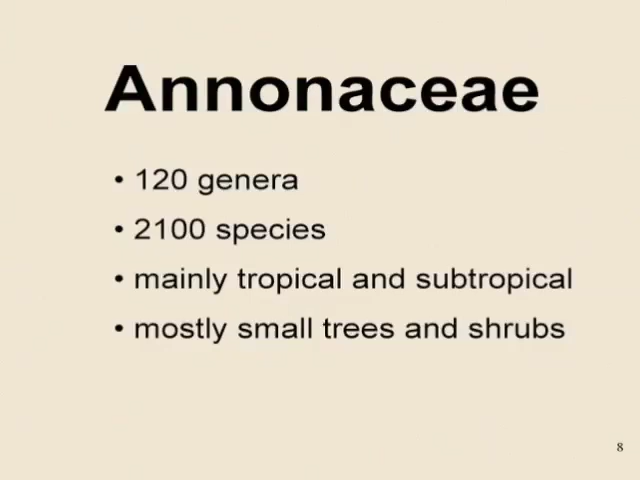 Annonaceae
• 120 genera
• 2100 species
• mainly tropical and subtropical
• mostly small trees and shrubs
8